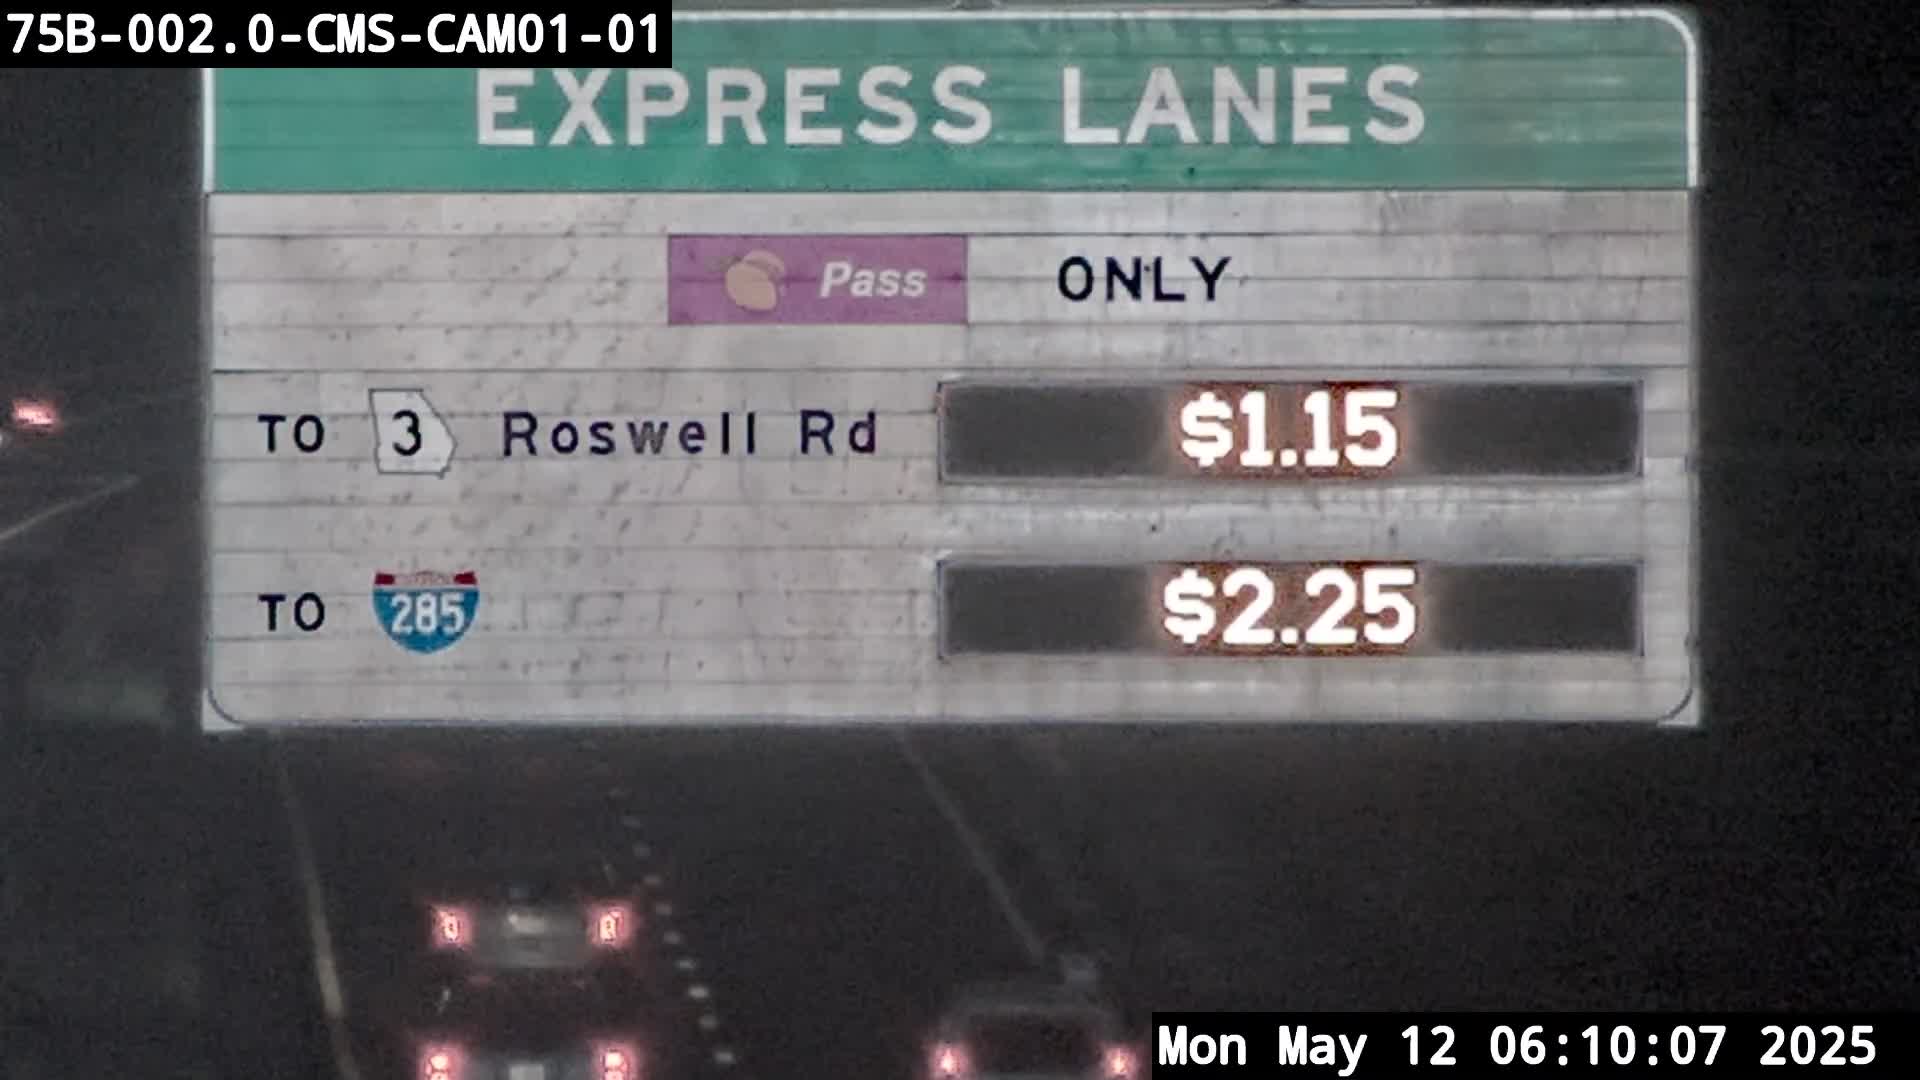 75B-002.0-CMS-CAM01-01
EXPRESS LANES
Pass ONLY
TO 3 Roswell Rd $1.15
TO 285 $2.25
Mon May 12 06:10:07 2025